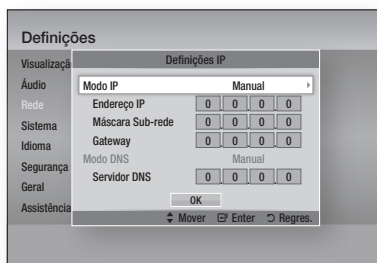 Definições
Definições IP
Visualizaçã
Áudio
Rede
Sistema
Idioma
Segurança
Geral
Assistência
Modo IP Manual
Endereço IP 0 . 0 . 0 . 0
Máscara Sub-rede 0 . 0 . 0 . 0
Gateway 0 . 0 . 0 . 0
Modo DNS Manual
Servidor DNS 0 . 0 . 0 . 0
OK
Mover Enter Regres.